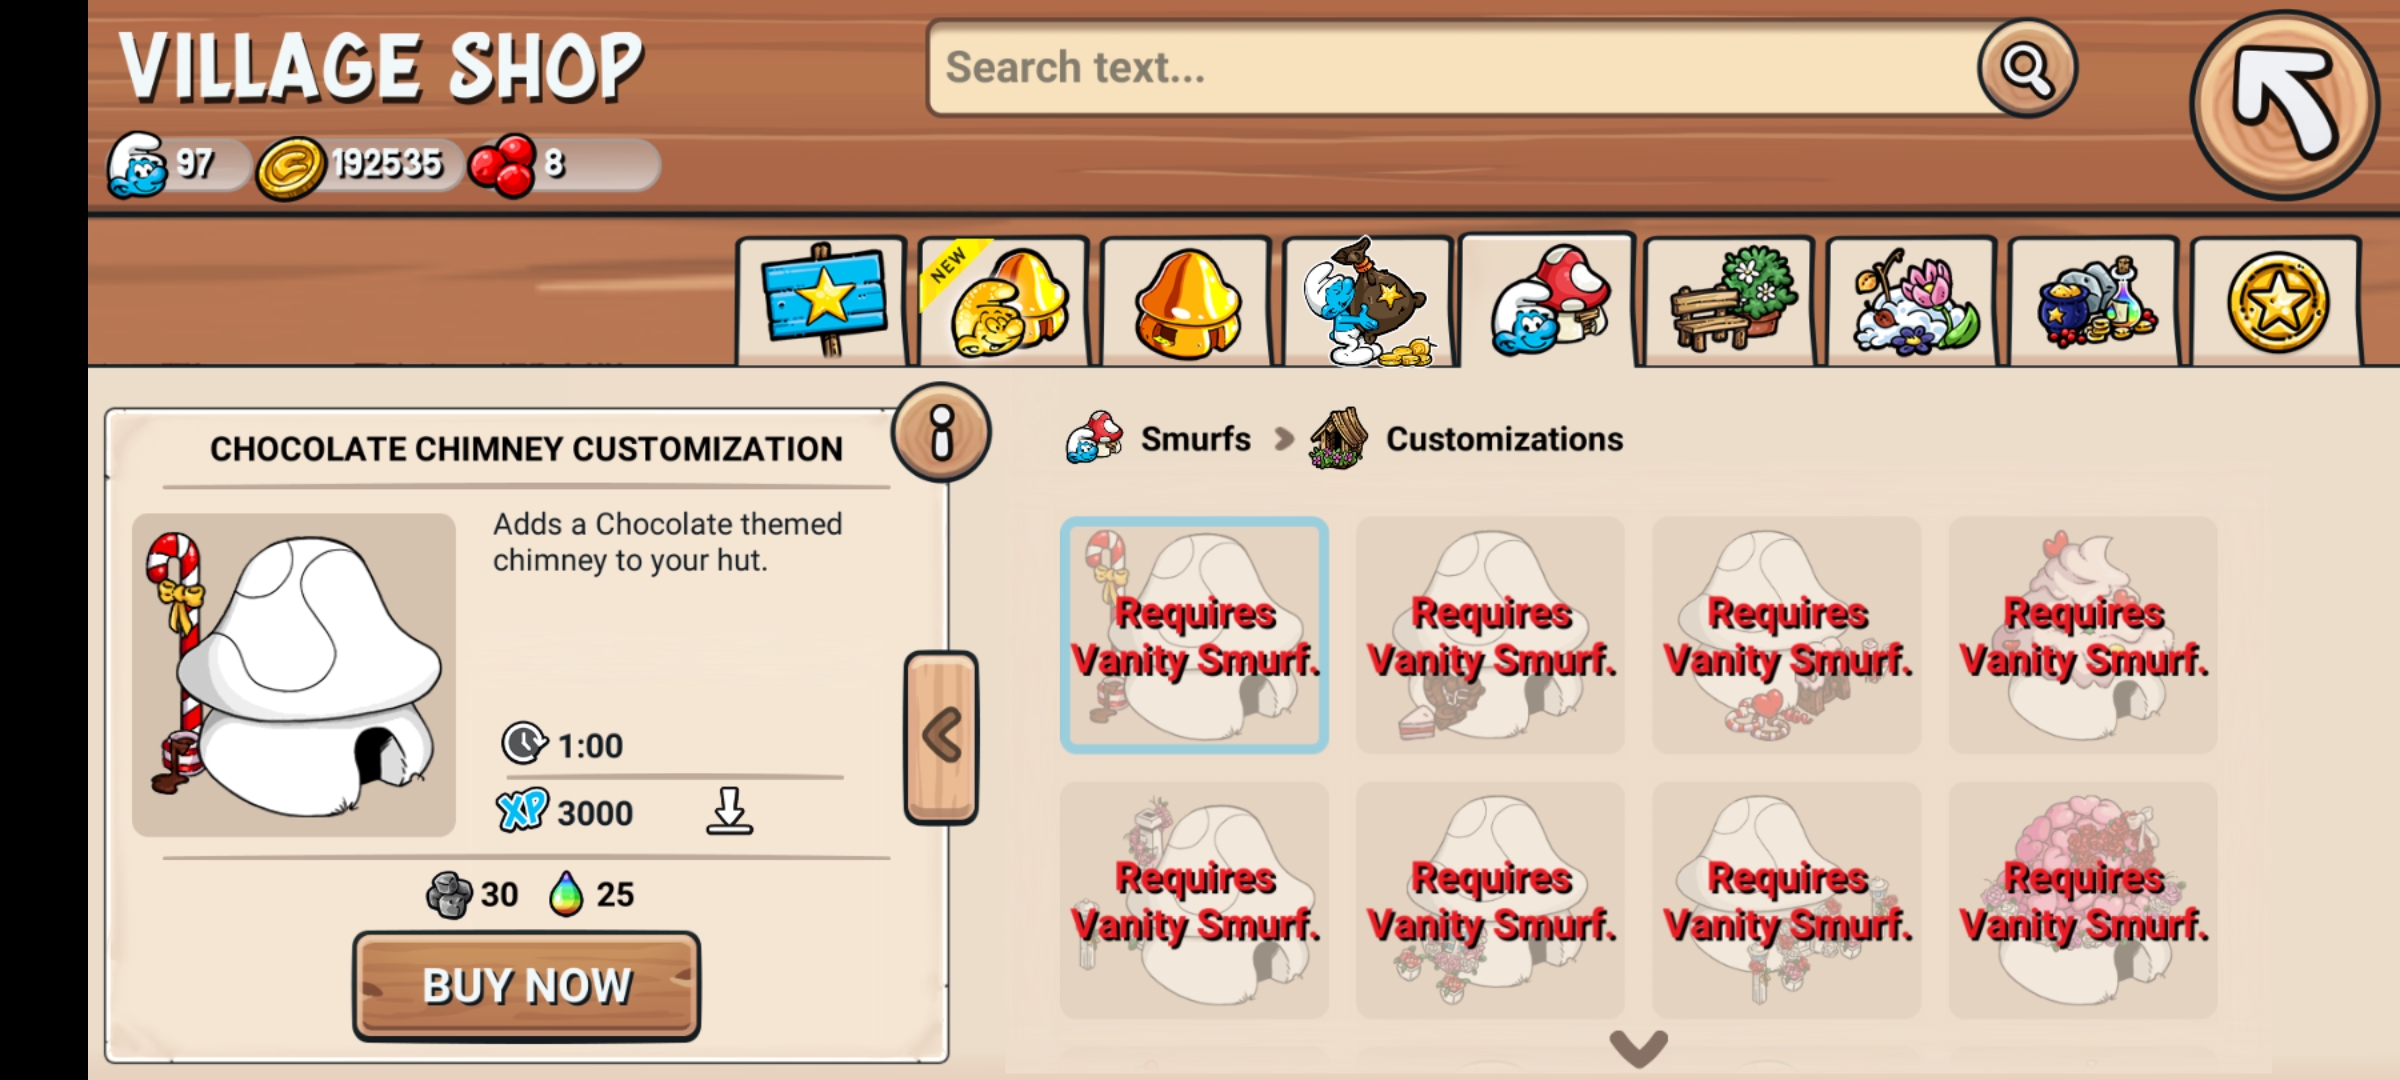 VILLAGE SHOP
Search text...
97
192535
8
NEW
CHOCOLATE CHIMNEY CUSTOMIZATION
Adds a Chocolate themed
chimney to your hut.
1:00
XP 3000
30
25
BUY NOW
Smurfs
Customizations
Requires
Vanity Smurf.
Requires
Vanity Smurf.
Requires
Vanity Smurf.
Requires
Vanity Smurf.
Requires
Vanity Smurf.
Requires
Vanity Smurf.
Requires
Vanity Smurf.
Requires
Vanity Smurf.